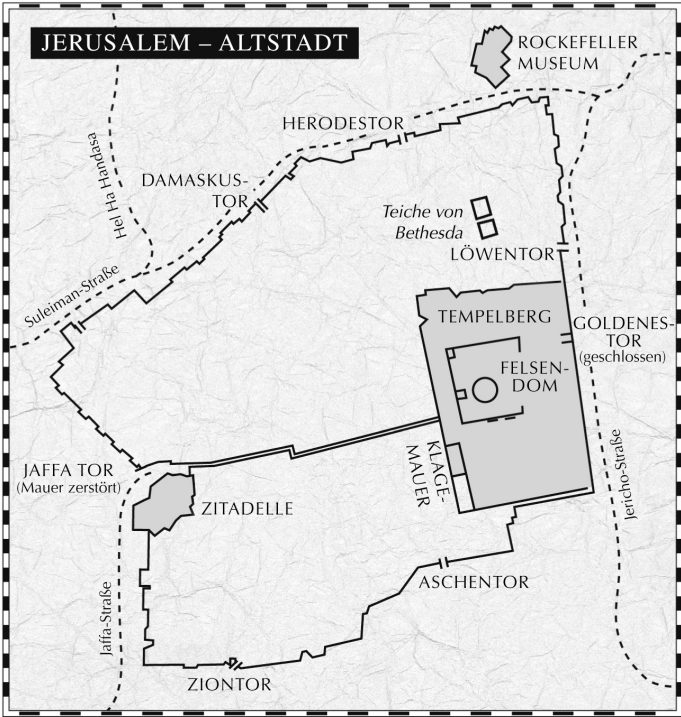 JERUSALEM – ALTSTADT
ROCKEFELLER
MUSEUM
HERODESTOR
Hel Ha Handasa
DAMASKUS-
TOR
Teiche von
Bethesda
LÖWENTOR
Suleiman-Straße
TEMPELBERG
GOLDENES-
TOR
(geschlossen)
FELSEN-
DOM
JAFFA TOR
(Mauer zerstört)
KLAGE-
MAUER
ZITADELLE
Jericho-Straße
ASCHENTOR
Jaffa-Straße
ZIONTOR